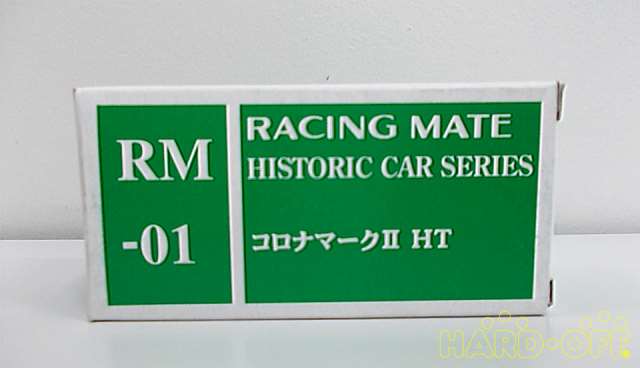 RM
-01
RACING MATE
HISTORIC CAR SERIES
コロナマークII HT
HARD·OFF